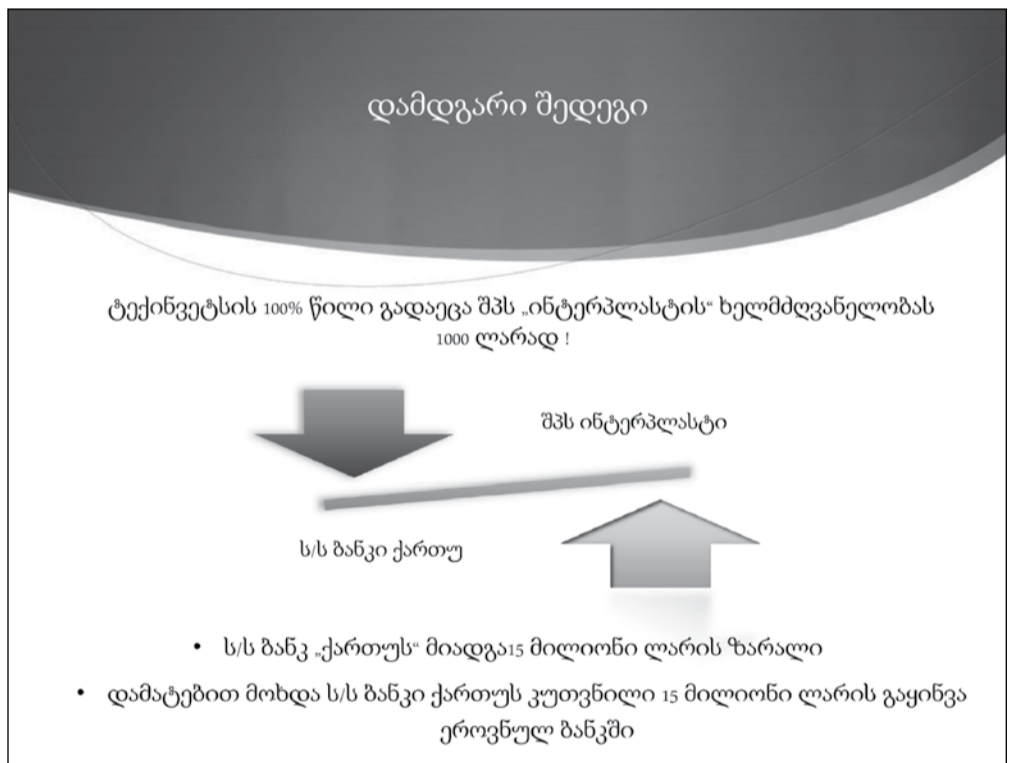 დამდგარი შედეგი
ტექინვეტსის 100% წილი გადაეცა შპს „ინტერპლასტის“ ხელმძღვანელობას
1000 ლარად !
შპს ინტერპლასტი
ს/ს ბანკი ქართუ
• ს/ს ბანკ „ქართუს“ მიადგა15 მილიონი ლარის ზარალი
• დამატებით მოხდა ს/ს ბანკი ქართუს კუთვნილი 15 მილიონი ლარის გაყინვა
ეროვნულ ბანკში